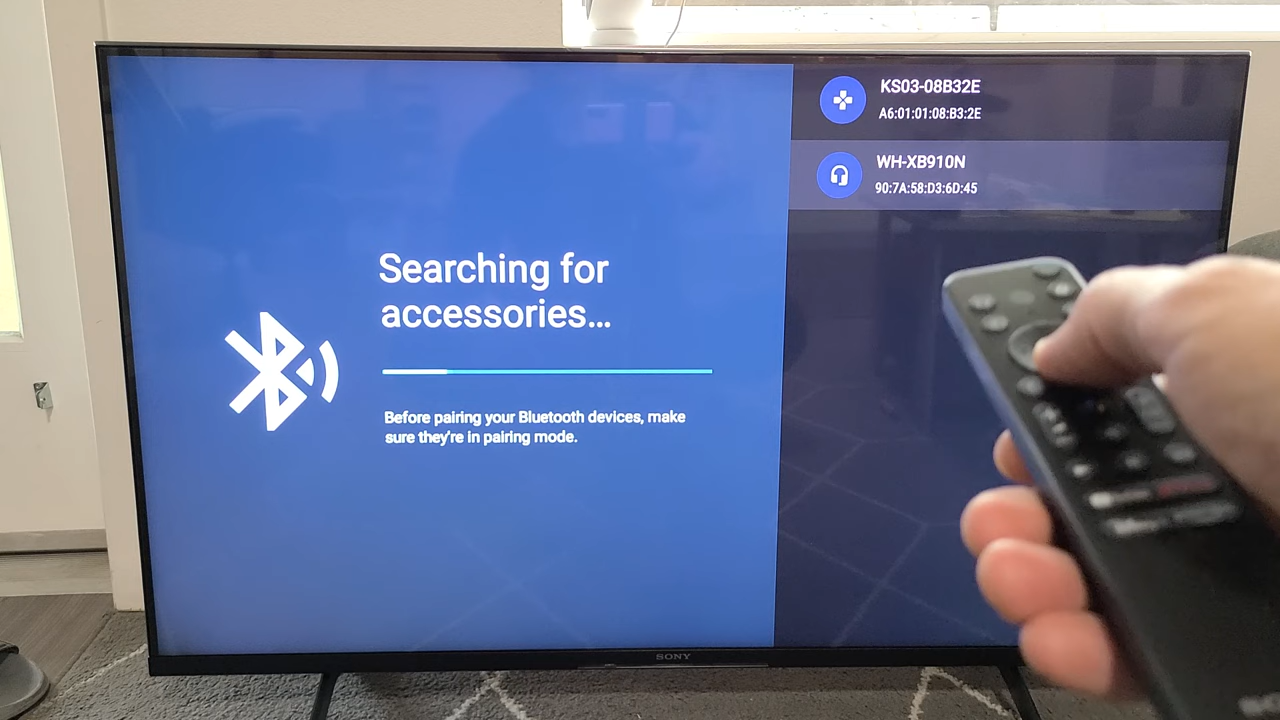 KS03-08B32E
A6:01:01:08:B3:2E
WH-XB910N
90:7A:58:D3:6D:45
Searching for
accessories...
Before pairing your Bluetooth devices, make
sure they're in pairing mode.
SONY